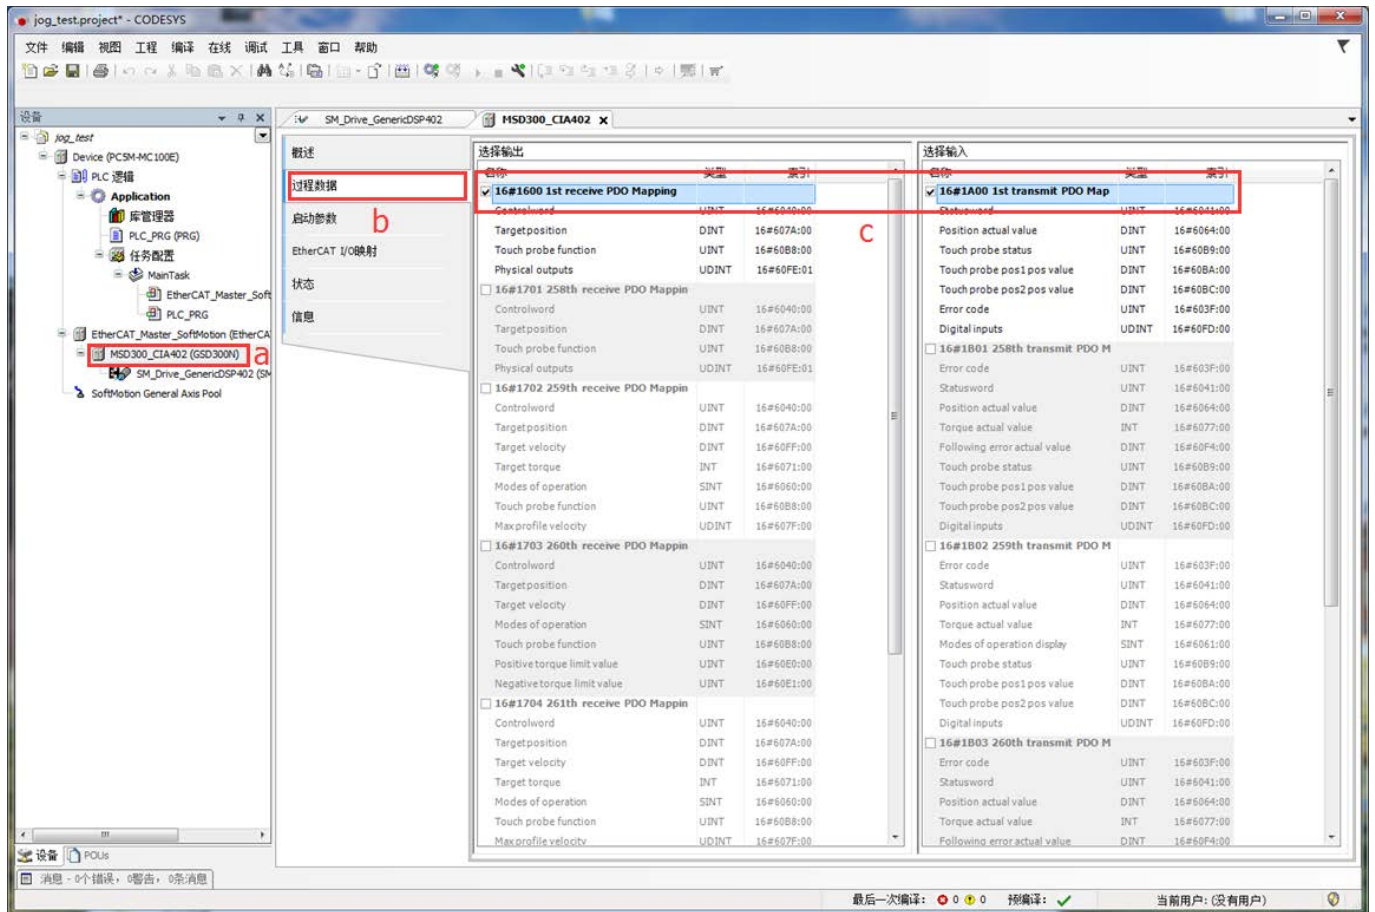 jog_test.project* - CODESYS
文件 编辑 视图 工程 编译 在线 调试 工具 窗口 帮助
设备
jog_test
Device (PC5M-MC100E)
PLC 逻辑
Application
库管理器
PLC_PRG (PRG)
任务配置
MainTask
EtherCAT_Master_Soft
PLC_PRG
EtherCAT_Master_SoftMotion (EtherCA
MSD300_CIA402 (GSD300N)
a
SM_Drive_GenericDSP402 (SM
SoftMotion General Axis Pool
设备 POUs
SM_Drive_GenericDSP402 MSD300_CIA402
概述
过程数据
b
启动参数
EtherCAT I/O映射
状态
信息
选择输出
名称 类型 索引
16#1600 1st receive PDO Mapping
Controlword UINT 16#6040:00
Targetposition DINT 16#607A:00
Touch probe function UINT 16#60B8:00
Physical outputs UDINT 16#60FE:01
16#1701 258th receive PDO Mappin
Controlword UINT 16#6040:00
Targetposition DINT 16#607A:00
Touch probe function UINT 16#60B8:00
Physical outputs UDINT 16#60FE:01
16#1702 259th receive PDO Mappin
Controlword UINT 16#6040:00
Targetposition DINT 16#607A:00
Target velocity DINT 16#60FF:00
Target torque INT 16#6071:00
Modes of operation SINT 16#6060:00
Touch probe function UINT 16#60B8:00
Maxprofile velocity UDINT 16#607F:00
16#1703 260th receive PDO Mappin
Controlword UINT 16#6040:00
Targetposition DINT 16#607A:00
Target velocity DINT 16#60FF:00
Modes of operation SINT 16#6060:00
Touch probe function UINT 16#60B8:00
Positive torque limit value UINT 16#60E0:00
Negative torque limit value UINT 16#60E1:00
16#1704 261th receive PDO Mappin
Controlword UINT 16#6040:00
Targetposition DINT 16#607A:00
Target velocity DINT 16#60FF:00
Target torque INT 16#6071:00
Modes of operation SINT 16#6060:00
Touch probe function UINT 16#60B8:00
Maxprofile velocity UDINT 16#607F:00
c
选择输入
名称 类型 索引
16#1A00 1st transmit PDO Map
Statusword UINT 16#6041:00
Position actual value DINT 16#6064:00
Touch probe status UINT 16#60B9:00
Touch probe pos1 pos value DINT 16#60BA:00
Touch probe pos2 pos value DINT 16#60BC:00
Error code UINT 16#603F:00
Digital inputs UDINT 16#60FD:00
16#1B01 258th transmit PDO M
Error code UINT 16#603F:00
Statusword UINT 16#6041:00
Position actual value DINT 16#6064:00
Torque actual value INT 16#6077:00
Following error actual value DINT 16#60F4:00
Touch probe status UINT 16#60B9:00
Touch probe pos1 pos value DINT 16#60BA:00
Touch probe pos2 pos value DINT 16#60BC:00
Digital inputs UDINT 16#60FD:00
16#1B02 259th transmit PDO M
Error code UINT 16#603F:00
Statusword UINT 16#6041:00
Position actual value DINT 16#6064:00
Torque actual value INT 16#6077:00
Modes of operation display SINT 16#6061:00
Touch probe status UINT 16#60B9:00
Touch probe pos1 pos value DINT 16#60BA:00
Touch probe pos2 pos value DINT 16#60BC:00
Digital inputs UDINT 16#60FD:00
16#1B03 260th transmit PDO M
Error code UINT 16#603F:00
Statusword UINT 16#6041:00
Position actual value DINT 16#6064:00
Torque actual value INT 16#6077:00
Following error actual value DINT 16#60F4:00
消息 - 0个错误，0警告，0条消息
最后一次编译： 0 0 预编译： 当前用户: (没有用户)